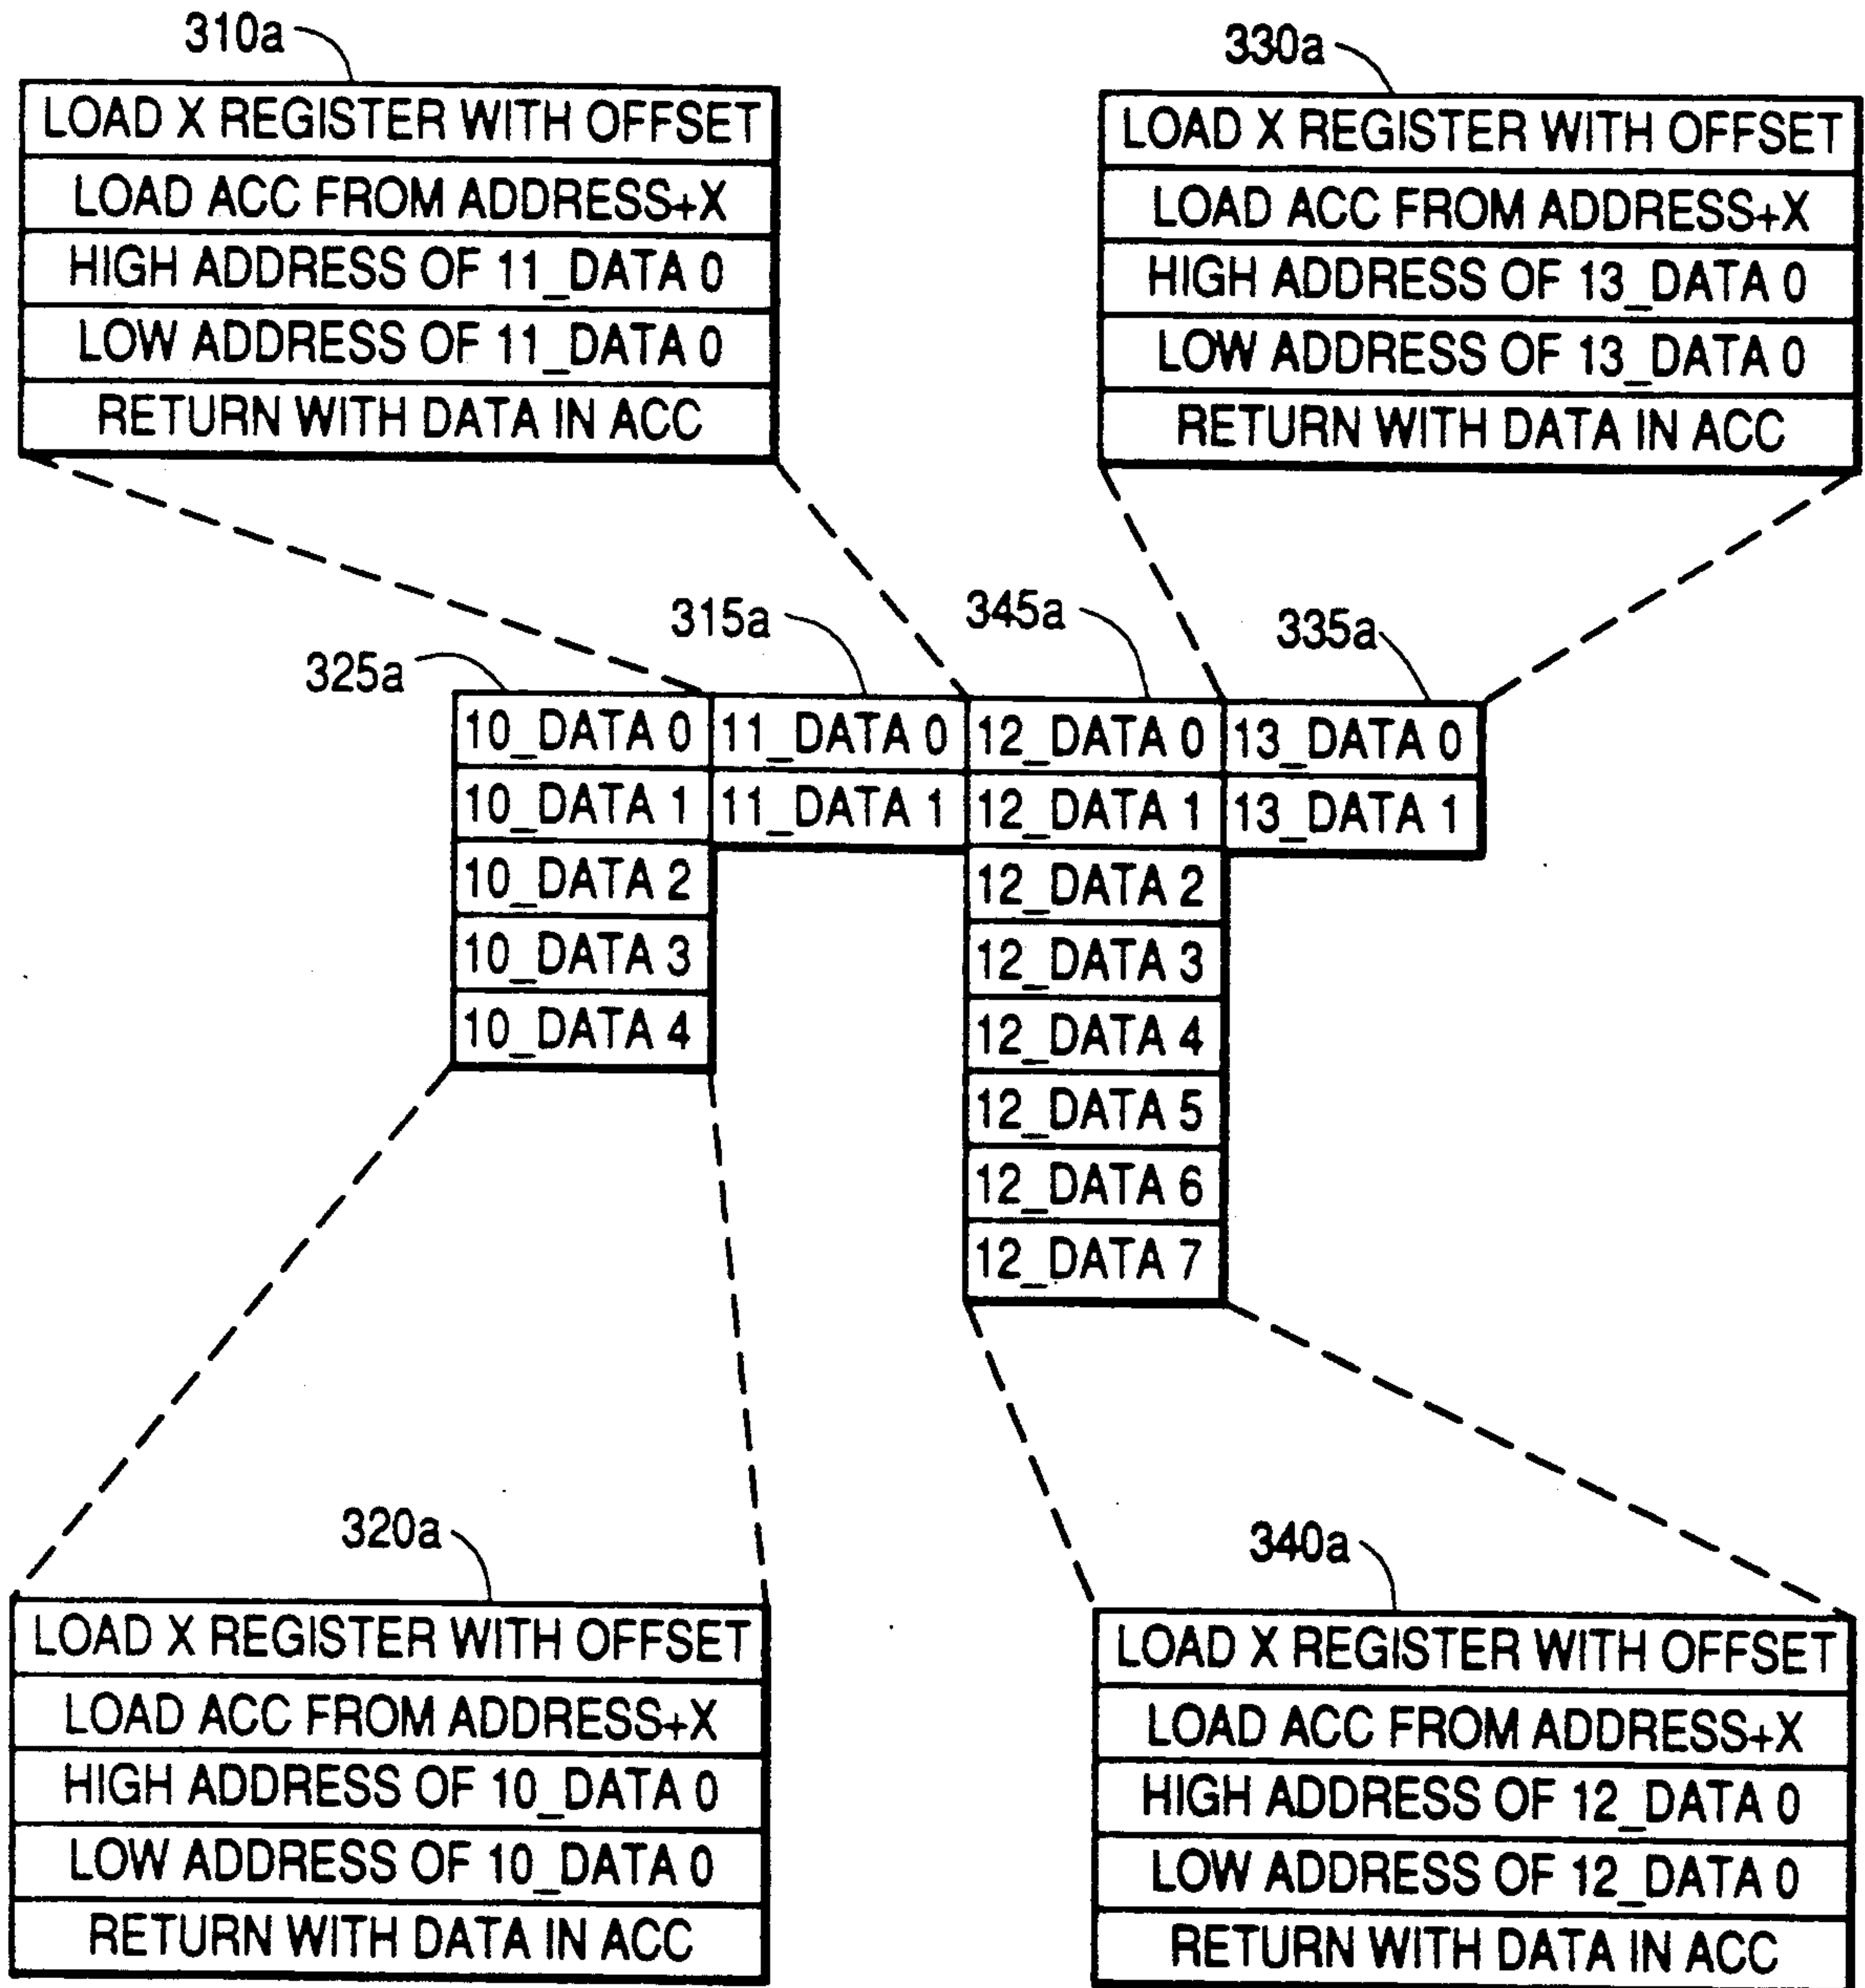 310a
LOAD X REGISTER WITH OFFSET
LOAD ACC FROM ADDRESS+X
HIGH ADDRESS OF 11_DATA 0
LOW ADDRESS OF 11_DATA 0
RETURN WITH DATA IN ACC
330a
LOAD X REGISTER WITH OFFSET
LOAD ACC FROM ADDRESS+X
HIGH ADDRESS OF 13_DATA 0
LOW ADDRESS OF 13_DATA 0
RETURN WITH DATA IN ACC
325a
10_DATA 0
10_DATA 1
10_DATA 2
10_DATA 3
10_DATA 4
315a
11_DATA 0
11_DATA 1
345a
12_DATA 0
12_DATA 1
12_DATA 2
12_DATA 3
12_DATA 4
12_DATA 5
12_DATA 6
12_DATA 7
335a
13_DATA 0
13_DATA 1
320a
LOAD X REGISTER WITH OFFSET
LOAD ACC FROM ADDRESS+X
HIGH ADDRESS OF 10_DATA 0
LOW ADDRESS OF 10_DATA 0
RETURN WITH DATA IN ACC
340a
LOAD X REGISTER WITH OFFSET
LOAD ACC FROM ADDRESS+X
HIGH ADDRESS OF 12_DATA 0
LOW ADDRESS OF 12_DATA 0
RETURN WITH DATA IN ACC